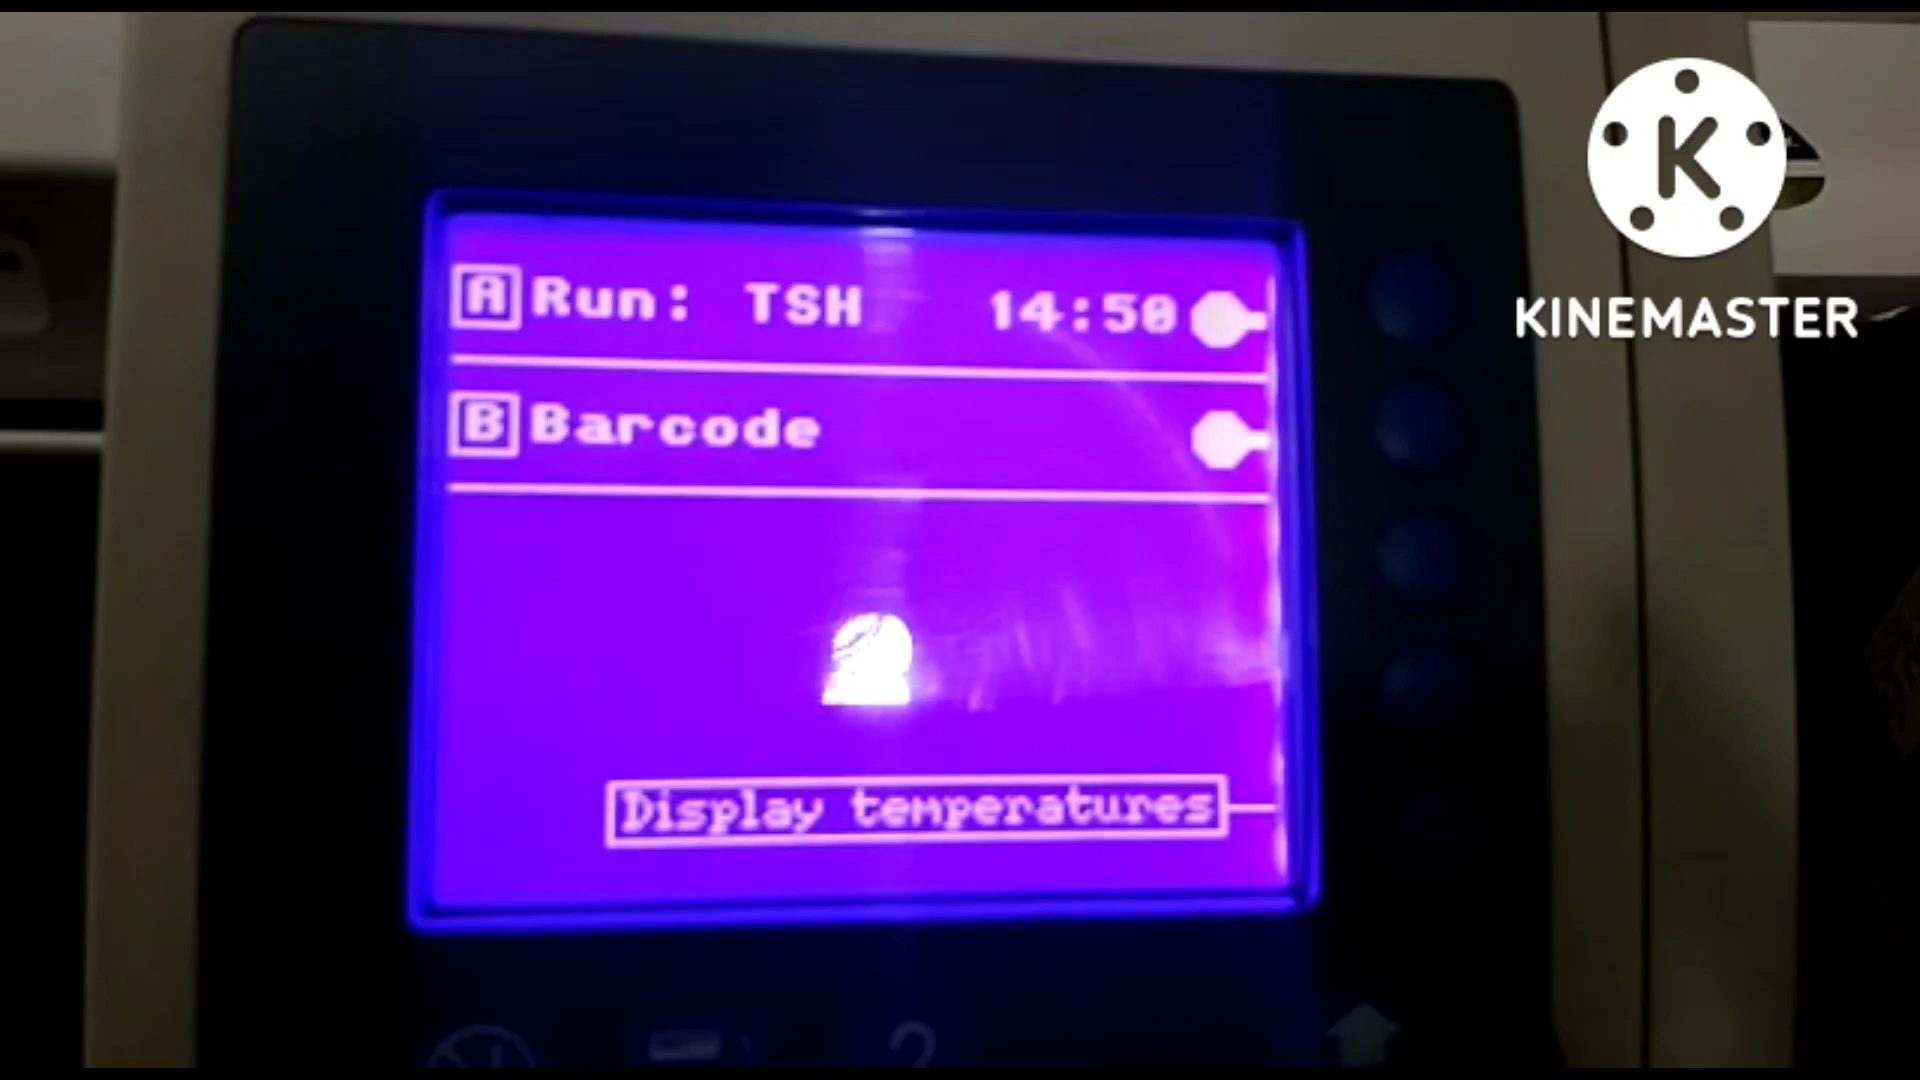 A Run: TSH 14:50
B Barcode
Display temperatures
?
K
KINEMASTER